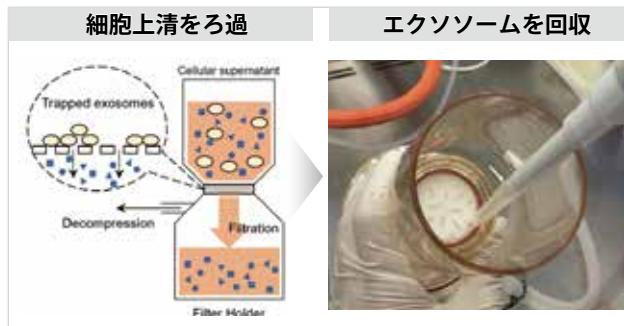 細胞上清をろ過
エクソソームを回収
Cellular supernatant
Trapped exosomes
Decompression
Filtration
Filter Holder